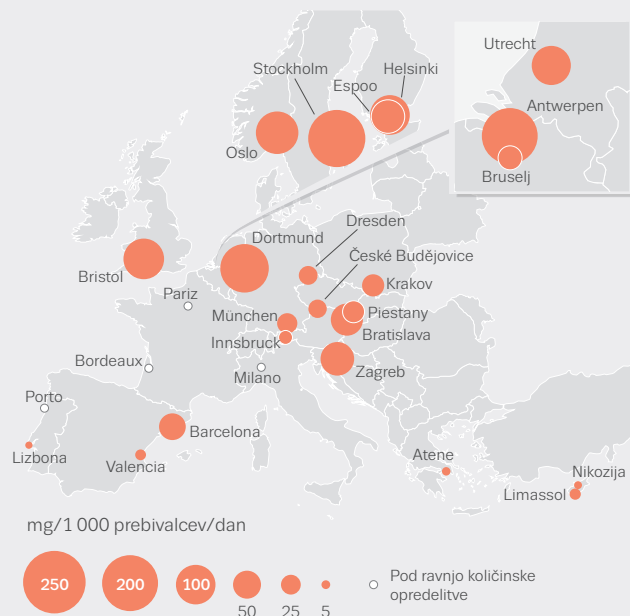 Utrecht
Antwerpen
Bruselj
Stockholm
Espoo
Helsinki
Oslo
Bristol
Dortmund
Dresden
České Budějovice
Krakov
Pariz
München
Piestany
Bratislava
Innsbruck
Bordeaux
Milano
Zagreb
Porto
Barcelona
Lizbona
Valencia
Atene
Nikozija
Limassol
mg/1 000 prebivalcev/dan
250 200 100
50 25 5
Pod ravnjo količinske
opredelitve